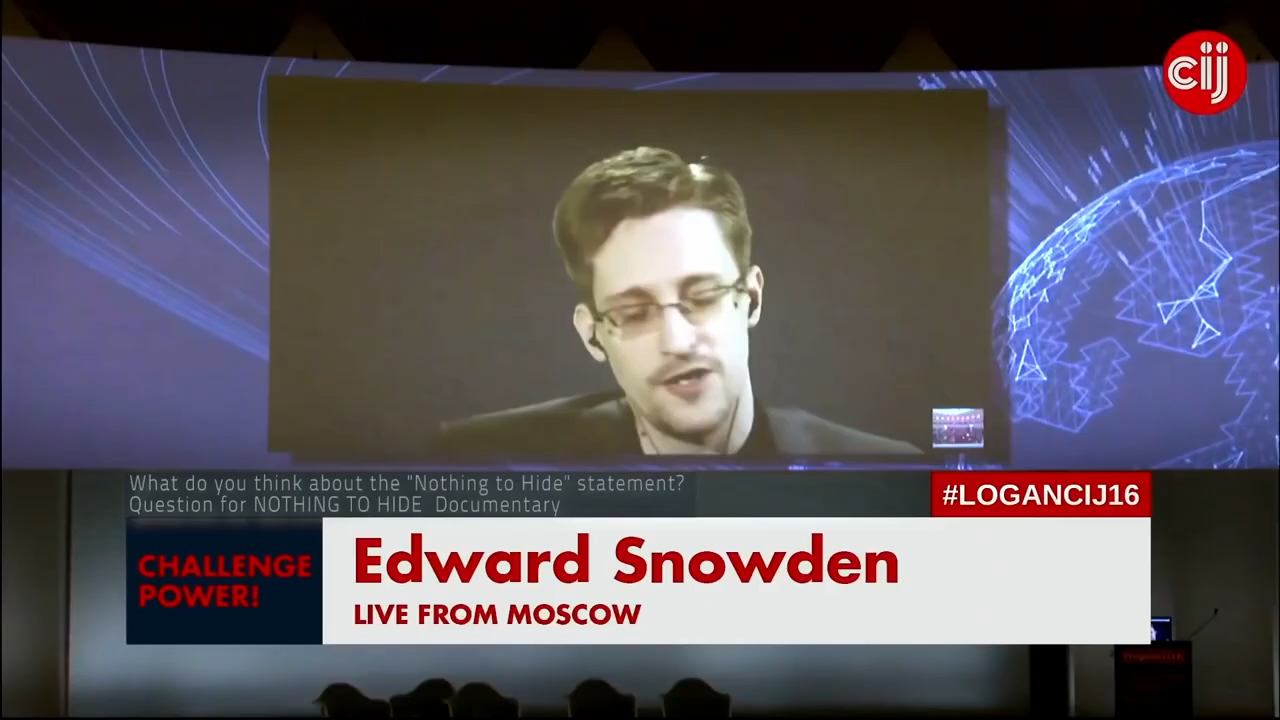 cij
What do you think about the "Nothing to Hide" statement?
Question for NOTHING TO HIDE Documentary
#LOGANCIJ16
CHALLENGE
POWER!
Edward Snowden
LIVE FROM MOSCOW